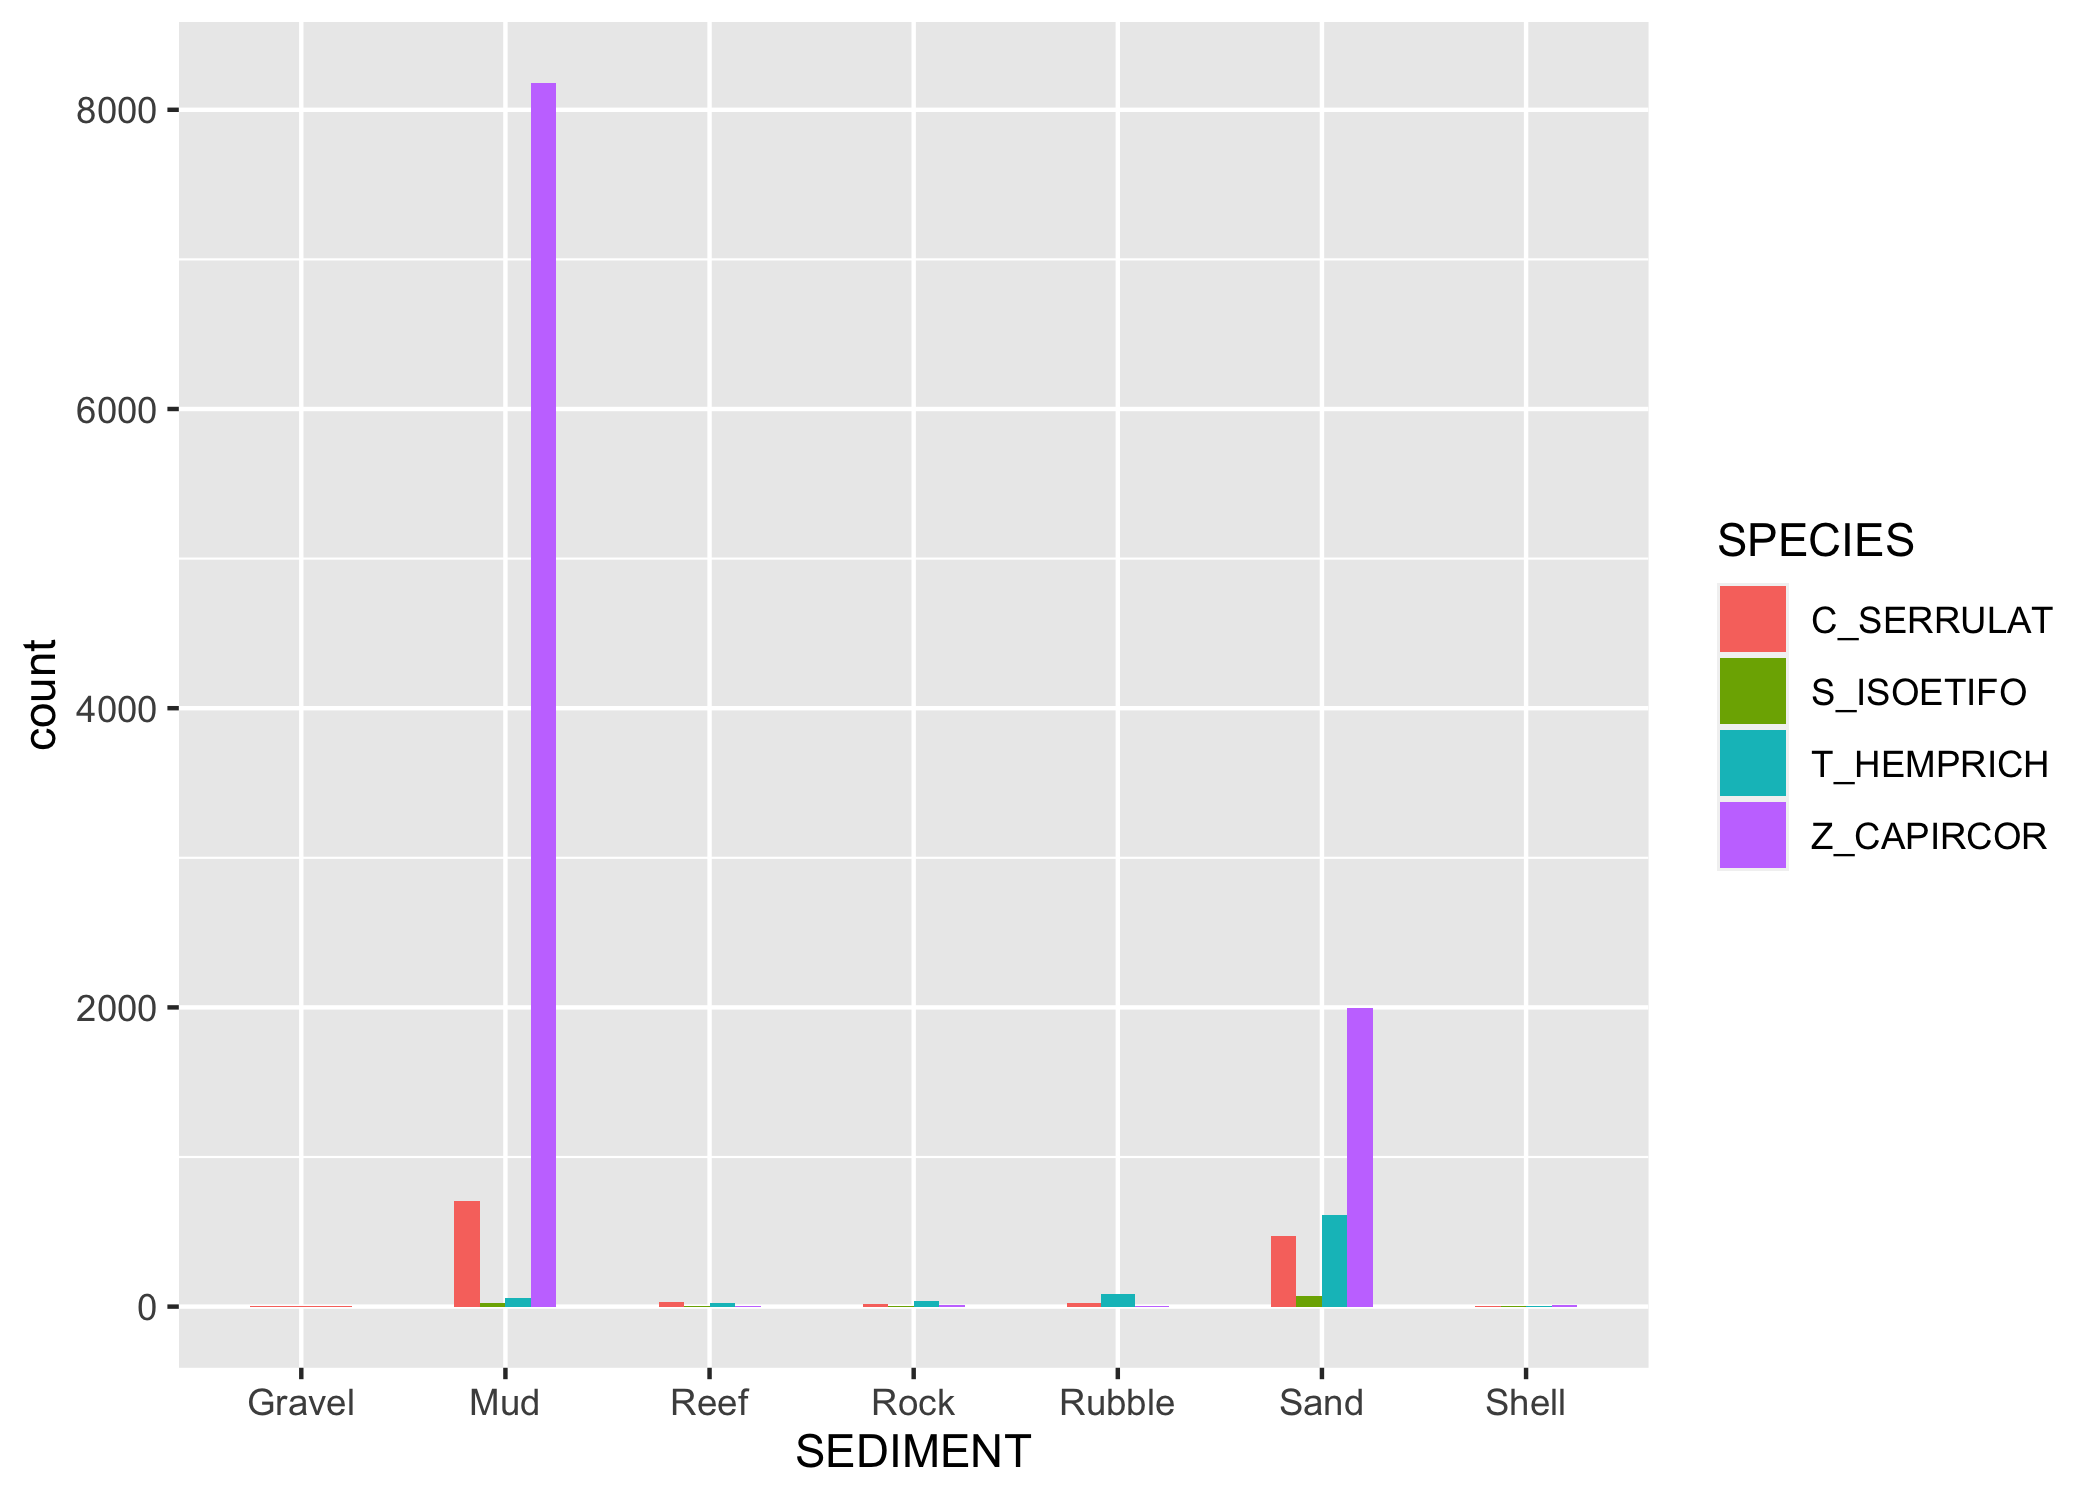 8000
6000
4000
2000
0
count
Gravel Mud Reef Rock Rubble Sand Shell
SEDIMENT
SPECIES
C_SERRULAT
S_ISOETIFO
T_HEMPRICH
Z_CAPIRCOR